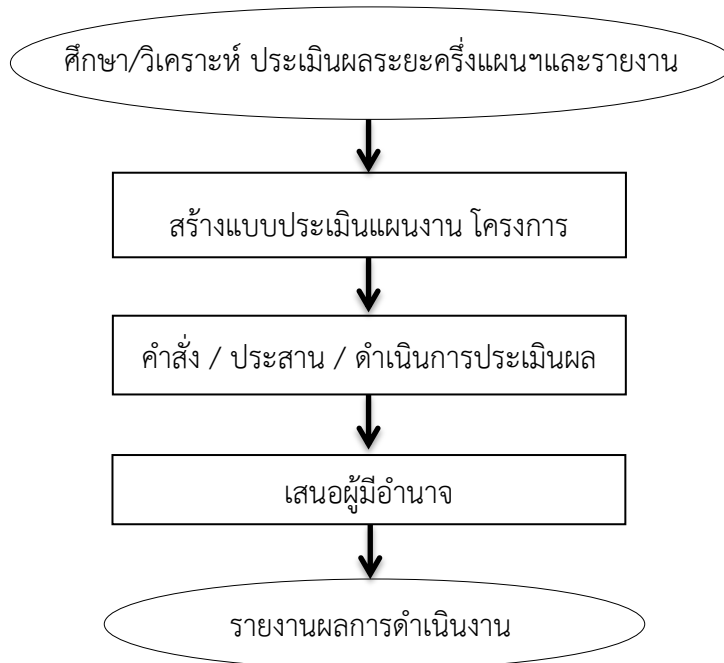 ศึกษา/วิเคราะห์ ประเมินผลระยะครึ่งแผนฯและรายงาน
สร้างแบบประเมินแผนงาน โครงการ
คำสั่ง / ประสาน / ดำเนินการประเมินผล
เสนอผู้มีอำนาจ
รายงานผลการดำเนินงาน